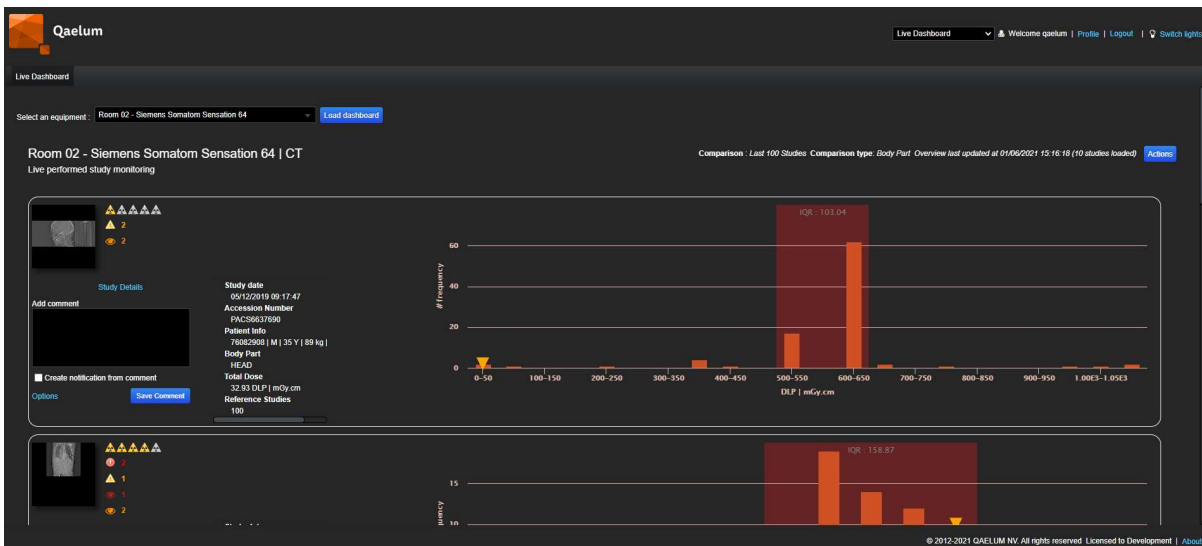 Qaelum
Live Dashboard Welcome qaelum | Profile | Logout | Switch lights
Live Dashboard
Select an equipment : Room 02 - Siemens Somatom Sensation 64 Load dashboard
Room 02 - Siemens Somatom Sensation 64 | CT
Live performed study monitoring
Comparison : Last 100 Studies Comparison type: Body Part Overview last updated at 01/06/2021 15:16:18 (10 studies loaded) Actions
2
2
Study Details
Add comment
Create notification from comment
Options Save Comment
Study date
05/12/2019 09:17:47
Accession Number
PACS6637690
Patient Info
76082908 | M | 35 Y | 89 kg |
Body Part
HEAD
Total Dose
32.93 DLP | mGy.cm
Reference Studies
100
IQR : 103.04
#frequency
60
40
20
0
0-50 100-150 200-250 300-350 400-450 500-550 600-650 700-750 800-850 900-950 1.00E3-1.05E3
DLP | mGy.cm
2
1
1
2
IQR : 158.87
15
10
© 2012-2021 QAELUM NV. All rights reserved Licensed to Development | About